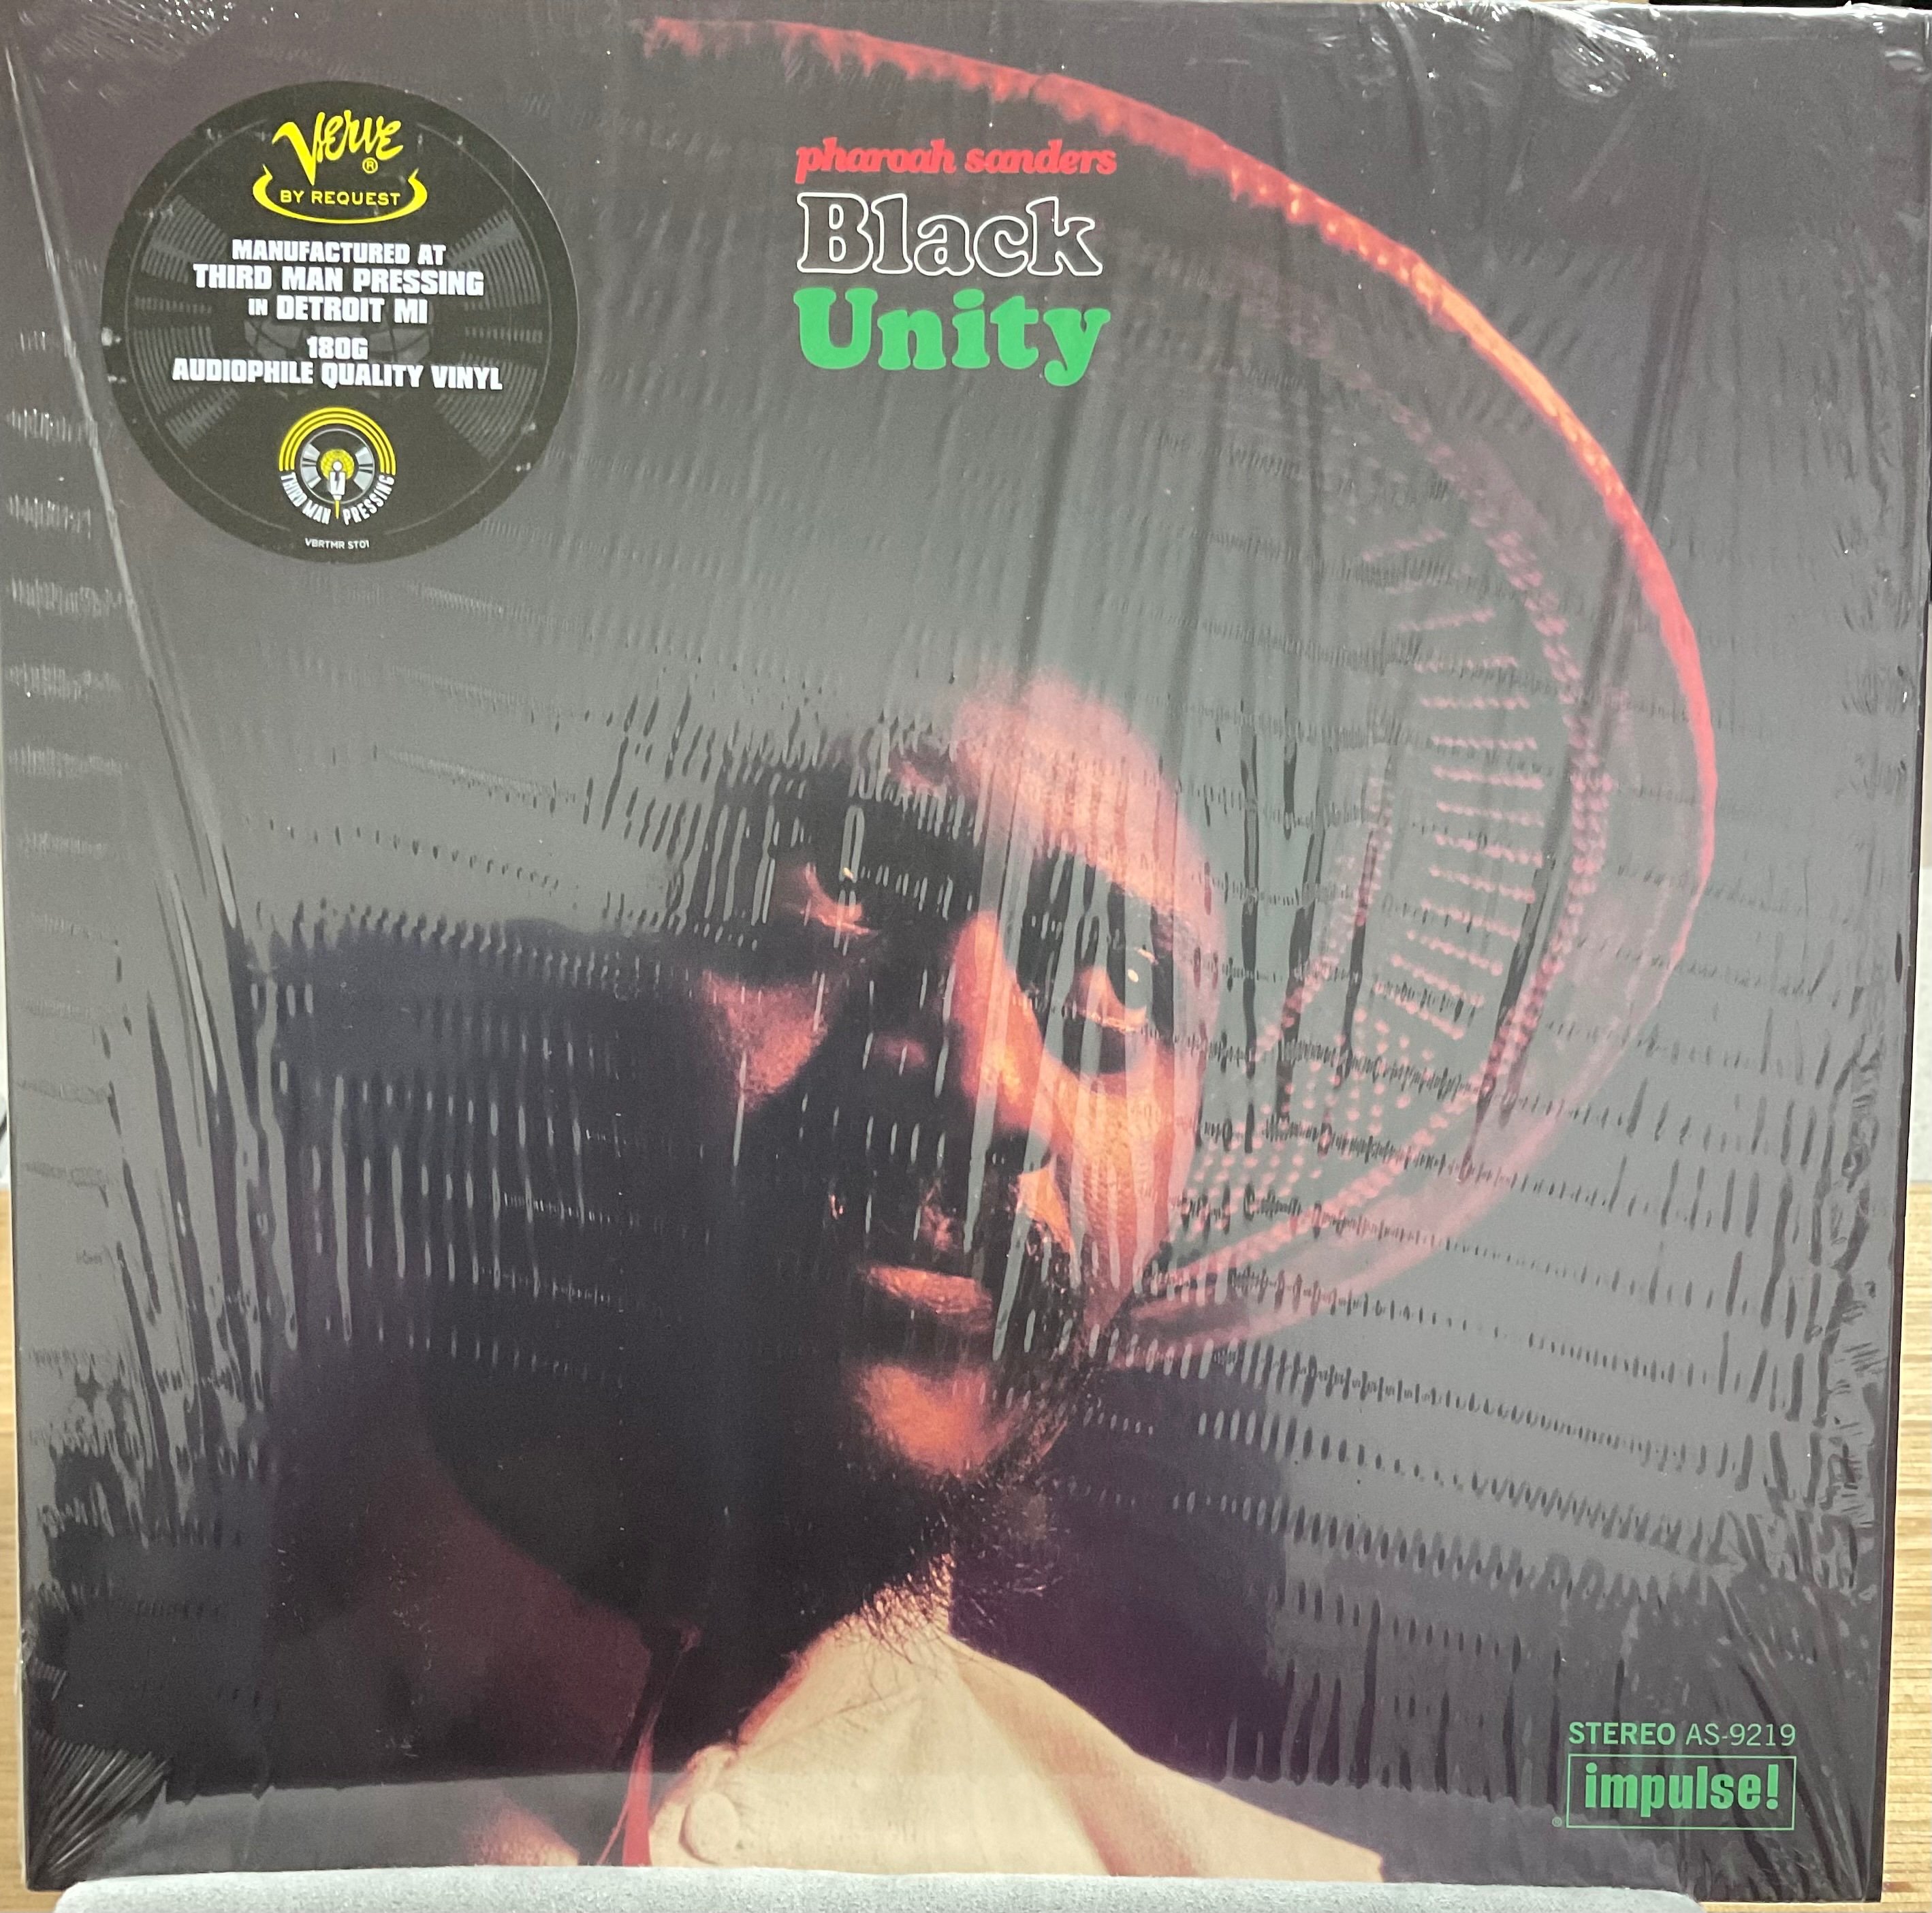 Verve
®
BY REQUEST
MANUFACTURED AT
THIRD MAN PRESSING
IN DETROIT MI
180G
AUDIOPHILE QUALITY VINYL
THIRD MAN PRESSING
VBRTMR ST01
pharoah sanders
Black
Unity
STEREO AS-9219
impulse!
®